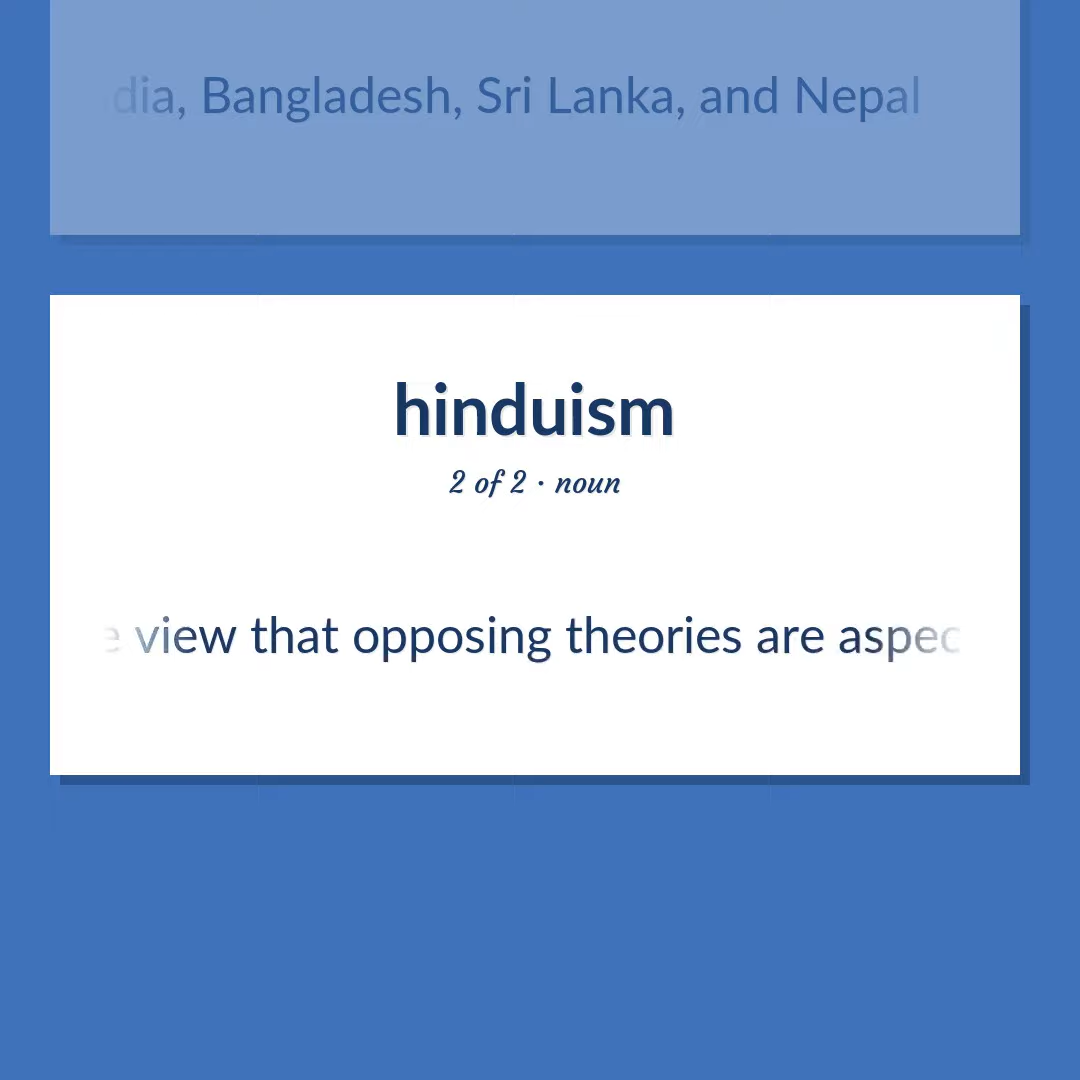 dia, Bangladesh, Sri Lanka, and Nepal
hinduism
2 of 2 · noun
e view that opposing theories are aspec